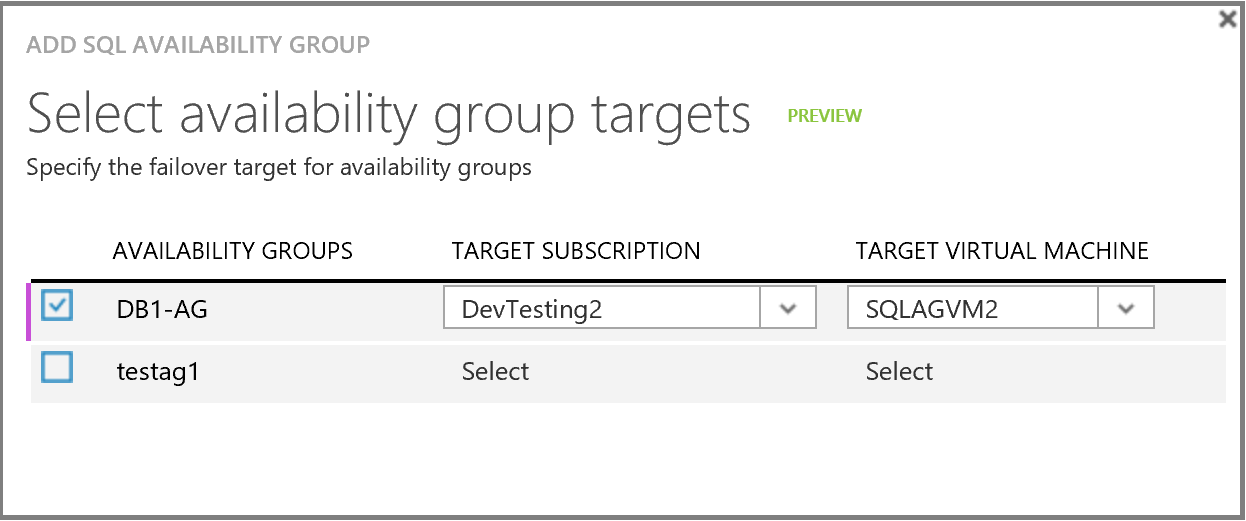 ADD SQL AVAILABILITY GROUP
Select availability group targets PREVIEW
Specify the failover target for availability groups
AVAILABILITY GROUPS TARGET SUBSCRIPTION TARGET VIRTUAL MACHINE
DB1-AG DevTesting2 SQLAGVM2
testag1 Select Select